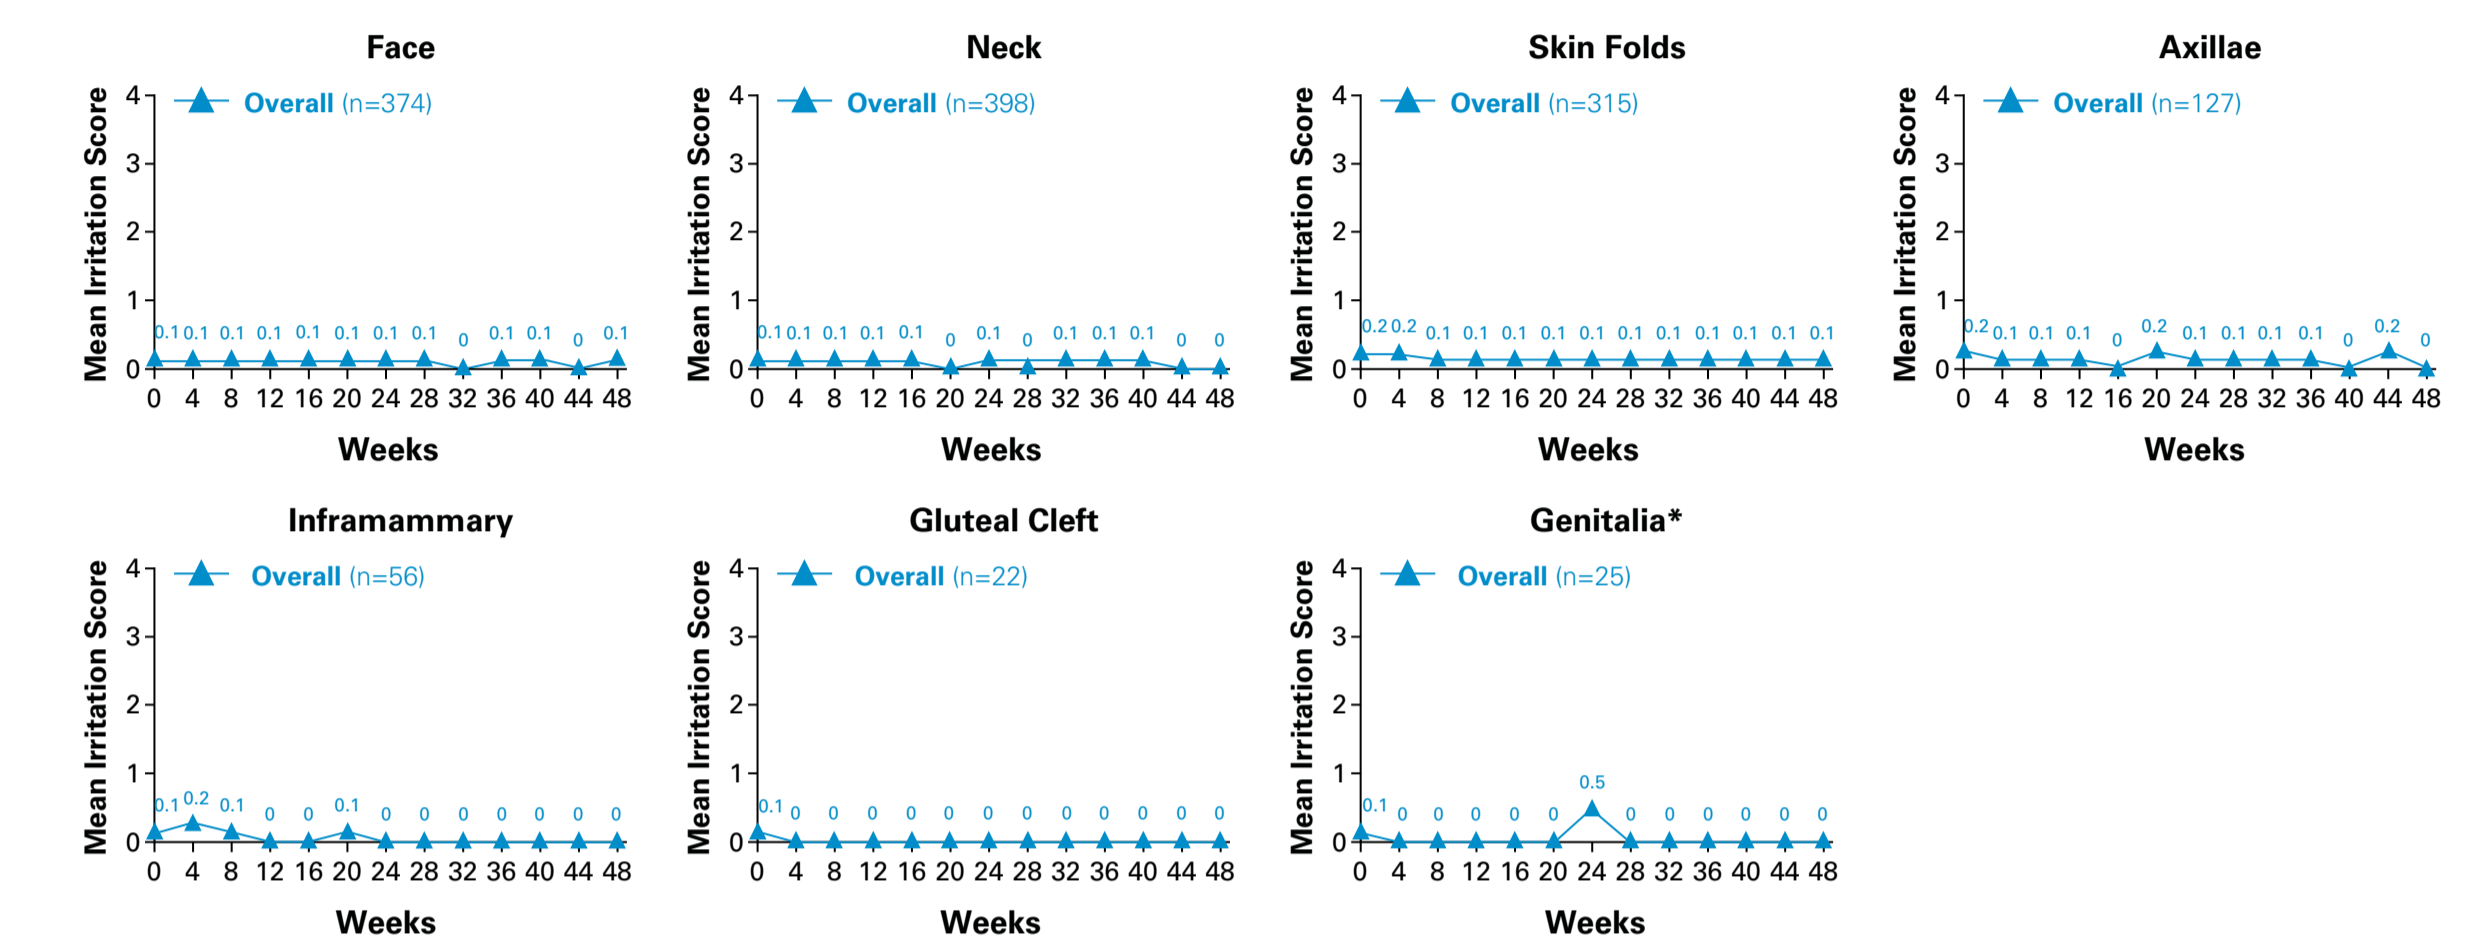 Face
Mean Irritation Score
4
3
2
1
0
Overall (n=374)
0.1 0.1 0.1 0.1 0.1 0.1 0.1 0.1 0 0.1 0.1 0 0.1
0 4 8 12 16 20 24 28 32 36 40 44 48
Weeks
Neck
Mean Irritation Score
4
3
2
1
0
Overall (n=398)
0.1 0.1 0.1 0.1 0.1 0 0.1 0 0.1 0.1 0.1 0 0
0 4 8 12 16 20 24 28 32 36 40 44 48
Weeks
Skin Folds
Mean Irritation Score
4
3
2
1
0
Overall (n=315)
0.2 0.2 0.1 0.1 0.1 0.1 0.1 0.1 0.1 0.1 0.1 0.1 0.1
0 4 8 12 16 20 24 28 32 36 40 44 48
Weeks
Axillae
Mean Irritation Score
4
3
2
1
0
Overall (n=127)
0.2 0.1 0.1 0.1 0 0.2 0.1 0.1 0.1 0.1 0 0.2 0
0 4 8 12 16 20 24 28 32 36 40 44 48
Weeks
Inframammary
Mean Irritation Score
4
3
2
1
0
Overall (n=56)
0.1 0.2 0.1 0 0 0.1 0 0 0 0 0 0 0
0 4 8 12 16 20 24 28 32 36 40 44 48
Weeks
Gluteal Cleft
Mean Irritation Score
4
3
2
1
0
Overall (n=22)
0.1 0 0 0 0 0 0 0 0 0 0 0 0
0 4 8 12 16 20 24 28 32 36 40 44 48
Weeks
Genitalia*
Mean Irritation Score
4
3
2
1
0
Overall (n=25)
0.1 0 0 0 0 0 0.5 0 0 0 0 0 0
0 4 8 12 16 20 24 28 32 36 40 44 48
Weeks